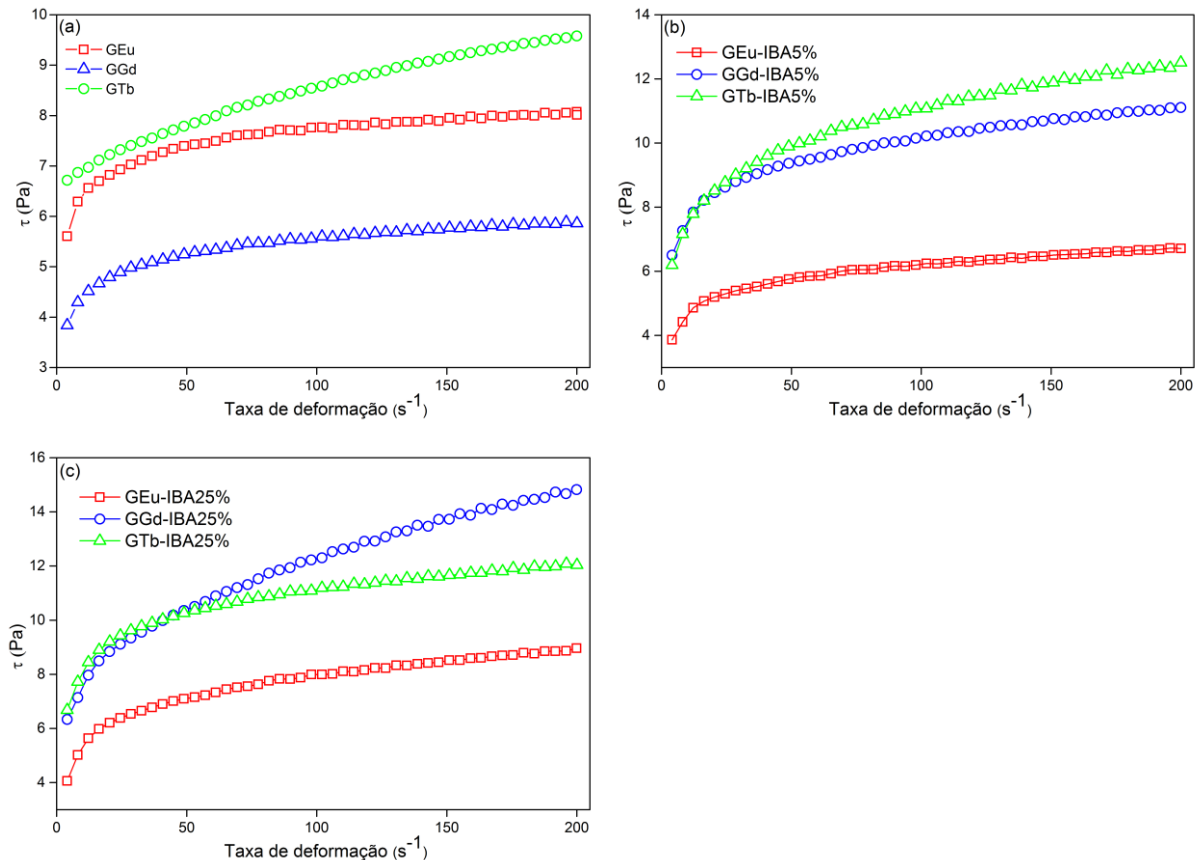 (a)
GEu
GGd
GTb
10
9
8
7
6
5
4
3
τ (Pa)
0 50 100 150 200
Taxa de deformação (s⁻¹)
(b)
GEu-IBA5%
GGd-IBA5%
GTb-IBA5%
14
12
10
8
6
4
τ (Pa)
0 50 100 150 200
Taxa de deformação (s⁻¹)
(c)
GEu-IBA25%
GGd-IBA25%
GTb-IBA25%
16
14
12
10
8
6
4
τ (Pa)
0 50 100 150 200
Taxa de deformação (s⁻¹)